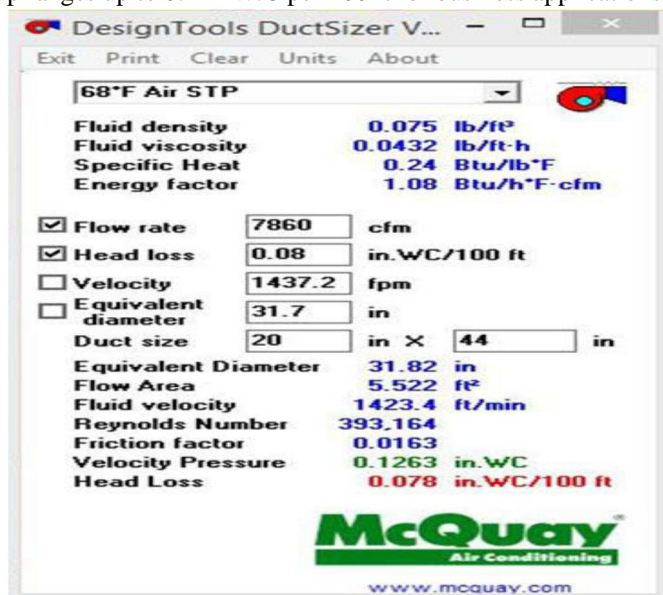 DesignTools DuctSizer V...
Exit Print Clear Units About
68°F Air STP
Fluid density 0.075 lb/ft³
Fluid viscosity 0.0432 lb/ft·h
Specific Heat 0.24 Btu/lb°F
Energy factor 1.08 Btu/h°F·cfm
Flow rate 7860 cfm
Head loss 0.08 in.WC/100 ft
Velocity 1437.2 fpm
Equivalent diameter 31.7 in
Duct size 20 in X 44 in
Equivalent Diameter 31.82 in
Flow Area 5.522 ft²
Fluid velocity 1423.4 ft/min
Reynolds Number 393,164
Friction factor 0.0163
Velocity Pressure 0.1263 in.WC
Head Loss 0.078 in.WC/100 ft
McQuay
Air Conditioning
www.mcquay.com